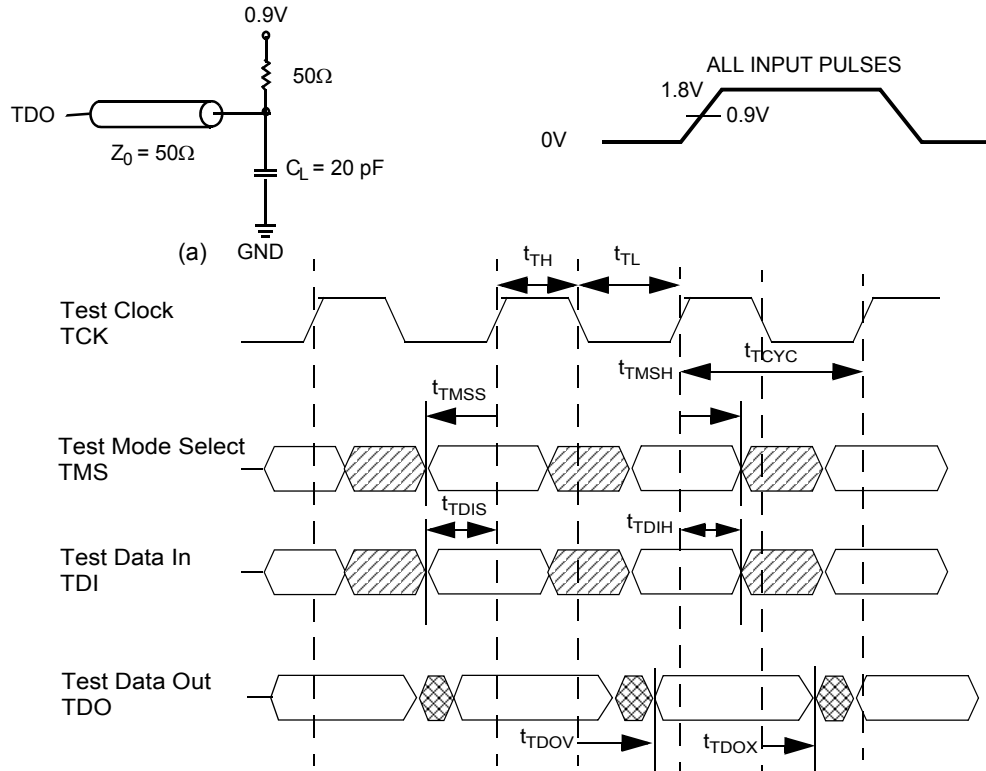 0.9V
50Ω
TDO
Z0 = 50Ω
CL = 20 pF
(a)
GND
ALL INPUT PULSES
1.8V
0.9V
0V
tTH
tTL
Test Clock
TCK
tTCYC
tTMSH
tTMSS
Test Mode Select
TMS
tTDIS
tTDIH
Test Data In
TDI
Test Data Out
TDO
tTDOV
tTDOX